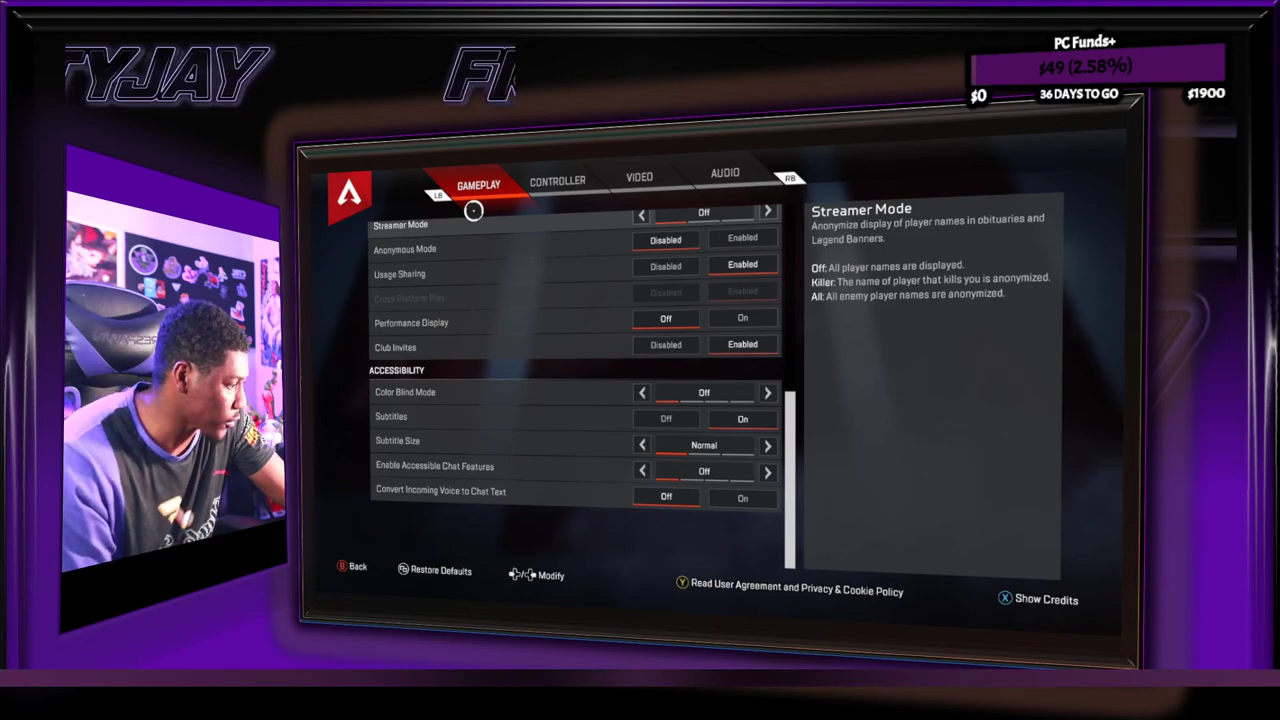 TYJAY
PC Funds+
$49 (2.58%)
$0
36 DAYS TO GO
$1900
LB
GAMEPLAY
CONTROLLER
VIDEO
AUDIO
RB
Streamer Mode
Off
Anonymous Mode
Disabled
Enabled
Usage Sharing
Disabled
Enabled
Cross Platform Play
Disabled
Enabled
Performance Display
Off
On
Club Invites
Disabled
Enabled
ACCESSIBILITY
Color Blind Mode
Off
Subtitles
Off
On
Subtitle Size
Normal
Enable Accessible Chat Features
Off
Convert Incoming Voice to Chat Text
Off
On
Streamer Mode
Anonymize display of player names in obituaries and
Legend Banners.
Off: All player names are displayed.
Killer: The name of player that kills you is anonymized.
All: All enemy player names are anonymized.
B Back
Restore Defaults
/ Modify
Y Read User Agreement and Privacy & Cookie Policy
X Show Credits